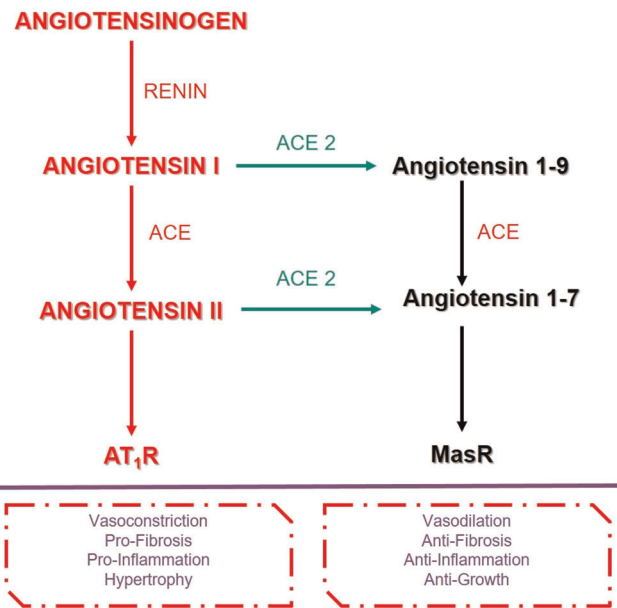 ANGIOTENSINOGEN
RENIN
ACE 2
ANGIOTENSIN I
Angiotensin 1-9
ACE
ACE
ACE 2
ANGIOTENSIN II
Angiotensin 1-7
AT₁R
MasR
Vasoconstriction
Pro-Fibrosis
Pro-Inflammation
Hypertrophy
Vasodilation
Anti-Fibrosis
Anti-Inflammation
Anti-Growth